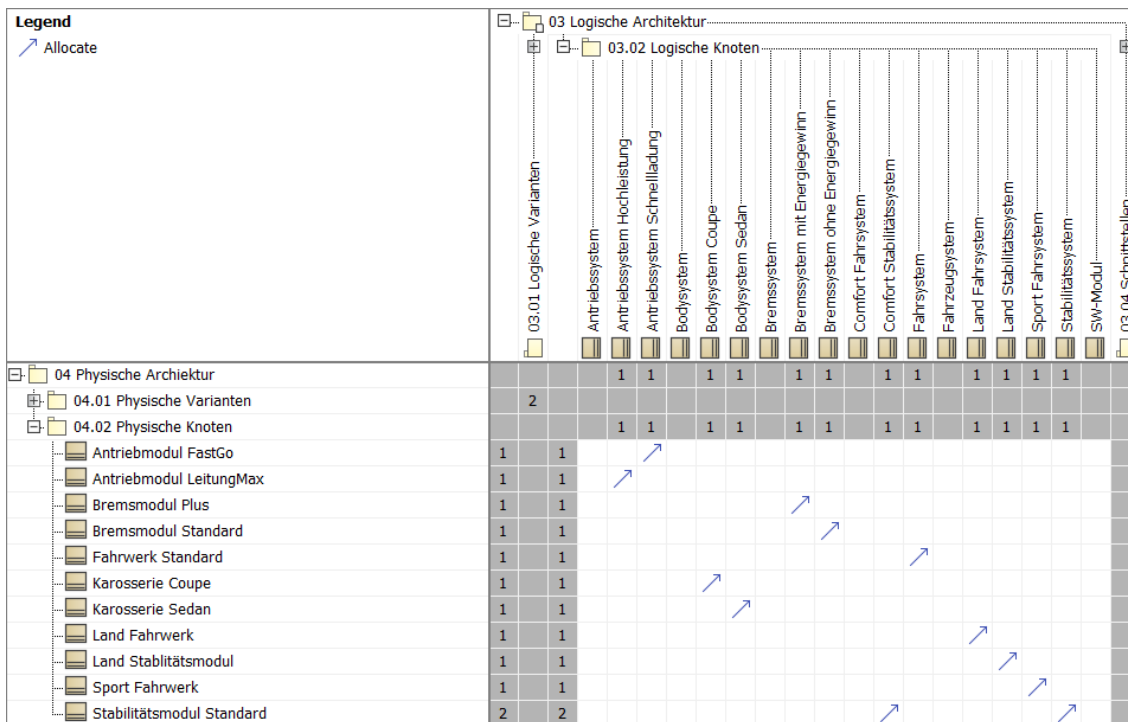 Legend
Allocate
03 Logische Architektur
03.02 Logische Knoten
03.01 Logische Varianten
Antriebssystem
Antriebssystem Hochleistung
Antriebssystem Schnellladung
Bodysystem
Bodysystem Coupe
Bodysystem Sedan
Bremssystem
Bremssystem mit Energiegewinn
Bremssystem ohne Energiegewinn
Comfort Fahrsystem
Comfort Stabilitätssystem
Fahrsystem
Fahrzeugsystem
Land Fahrsystem
Land Stabilitätssystem
Sport Fahrsystem
Stabilitätssystem
SW-Modul
03.04 Schnittstellen
04 Physische Archiektur 1 1 1 1 1 1 1 1 1 1 1 1
04.01 Physische Varianten 2
04.02 Physische Knoten 1 1 1 1 1 1 1 1 1 1 1 1
Antriebmodul FastGo 1 1
Antriebmodul LeitungMax 1 1
Bremsmodul Plus 1 1
Bremsmodul Standard 1 1
Fahrwerk Standard 1 1
Karosserie Coupe 1 1
Karosserie Sedan 1 1
Land Fahrwerk 1 1
Land Stablitätsmodul 1 1
Sport Fahrwerk 1 1
Stabilitätsmodul Standard 2 2